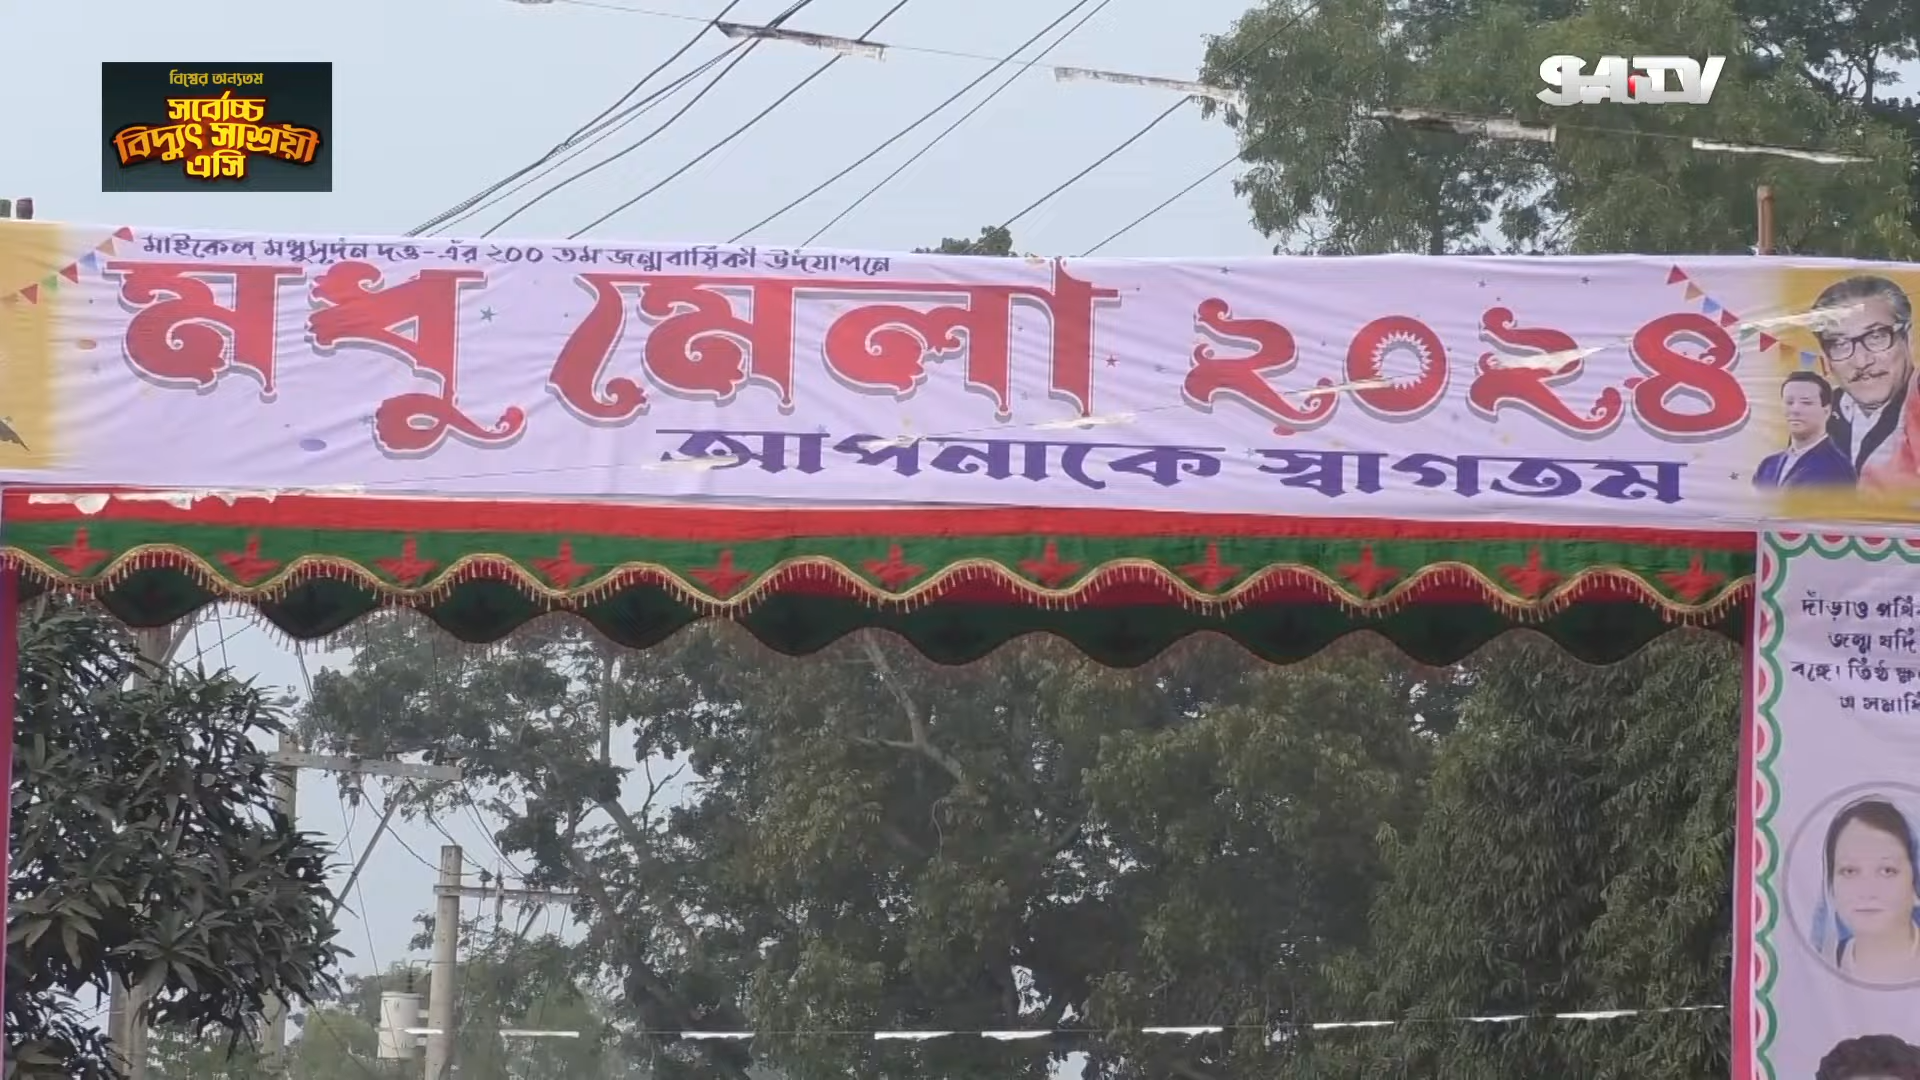 বিশ্বের অন্যতম
সর্বোচ্চ
বিদ্যুৎ সাশ্রয়ী
এসি
SATV
মাইকেল মধুসূদন দত্ত-এঁর ২০০ তম জন্মবার্ষিকী উদযাপনে
মধু মেলা ২০২৪
আপনাকে স্বাগতম
দাঁড়াও
জন্ম যদি
বঙ্গে। তিষ্ঠ
এ